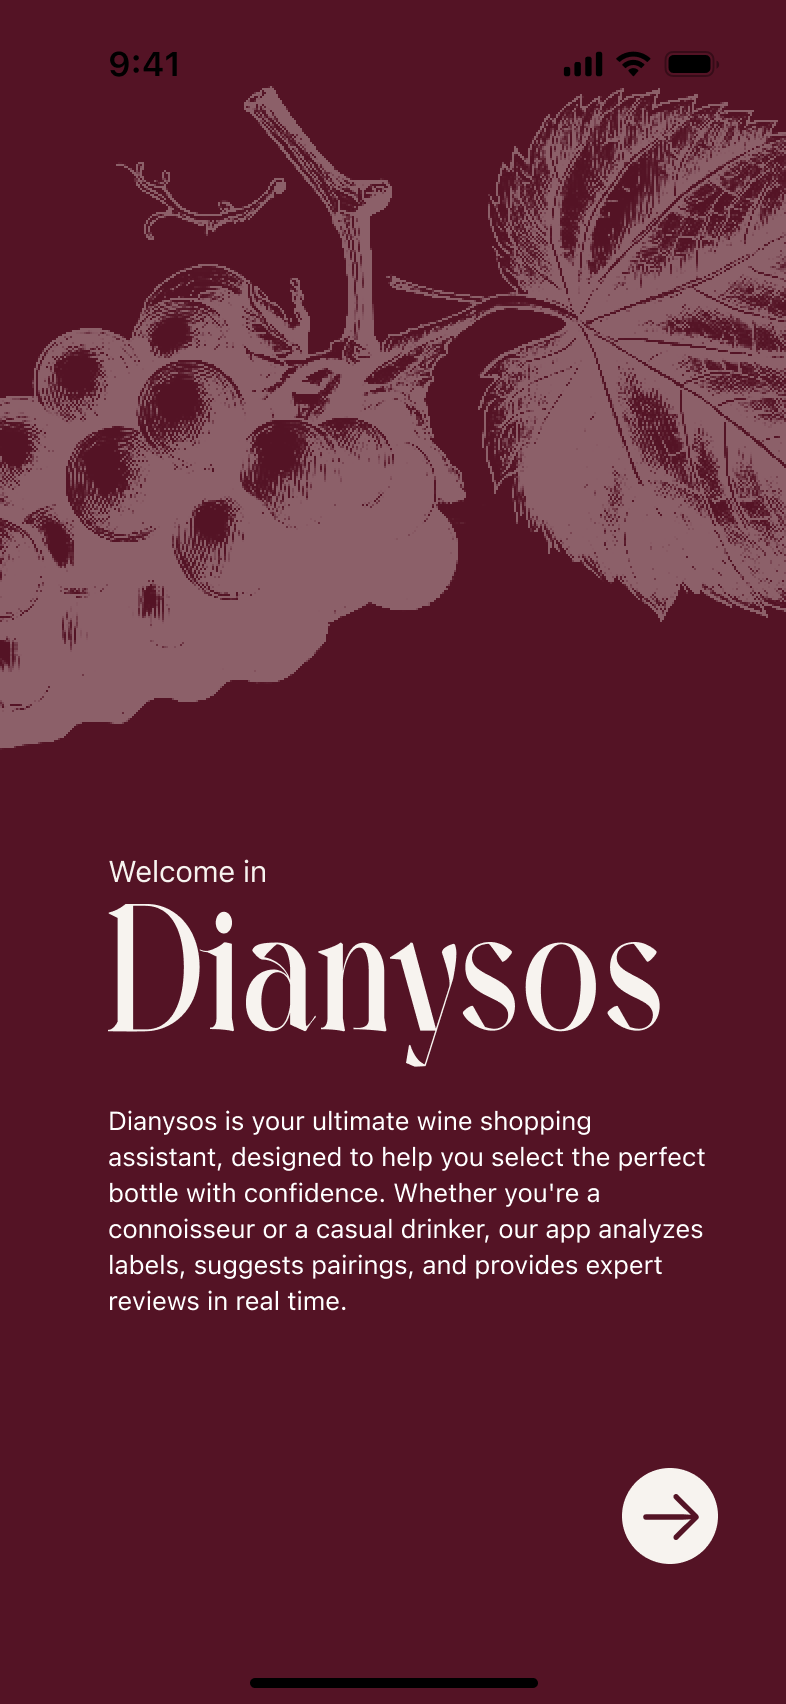 9:41
Welcome in
Dianysos
Dianysos is your ultimate wine shopping
assistant, designed to help you select the perfect
bottle with confidence. Whether you're a
connoisseur or a casual drinker, our app analyzes
labels, suggests pairings, and provides expert
reviews in real time.